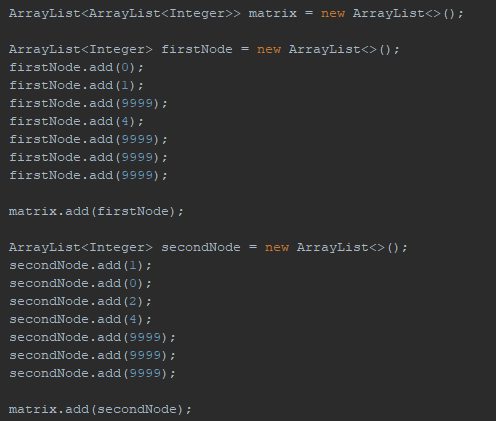 ArrayList<ArrayList<Integer>> matrix = new ArrayList<>();
ArrayList<Integer> firstNode = new ArrayList<>();
firstNode.add(0);
firstNode.add(1);
firstNode.add(9999);
firstNode.add(4);
firstNode.add(9999);
firstNode.add(9999);
firstNode.add(9999);
matrix.add(firstNode);
ArrayList<Integer> secondNode = new ArrayList<>();
secondNode.add(1);
secondNode.add(0);
secondNode.add(2);
secondNode.add(4);
secondNode.add(9999);
secondNode.add(9999);
secondNode.add(9999);
matrix.add(secondNode);